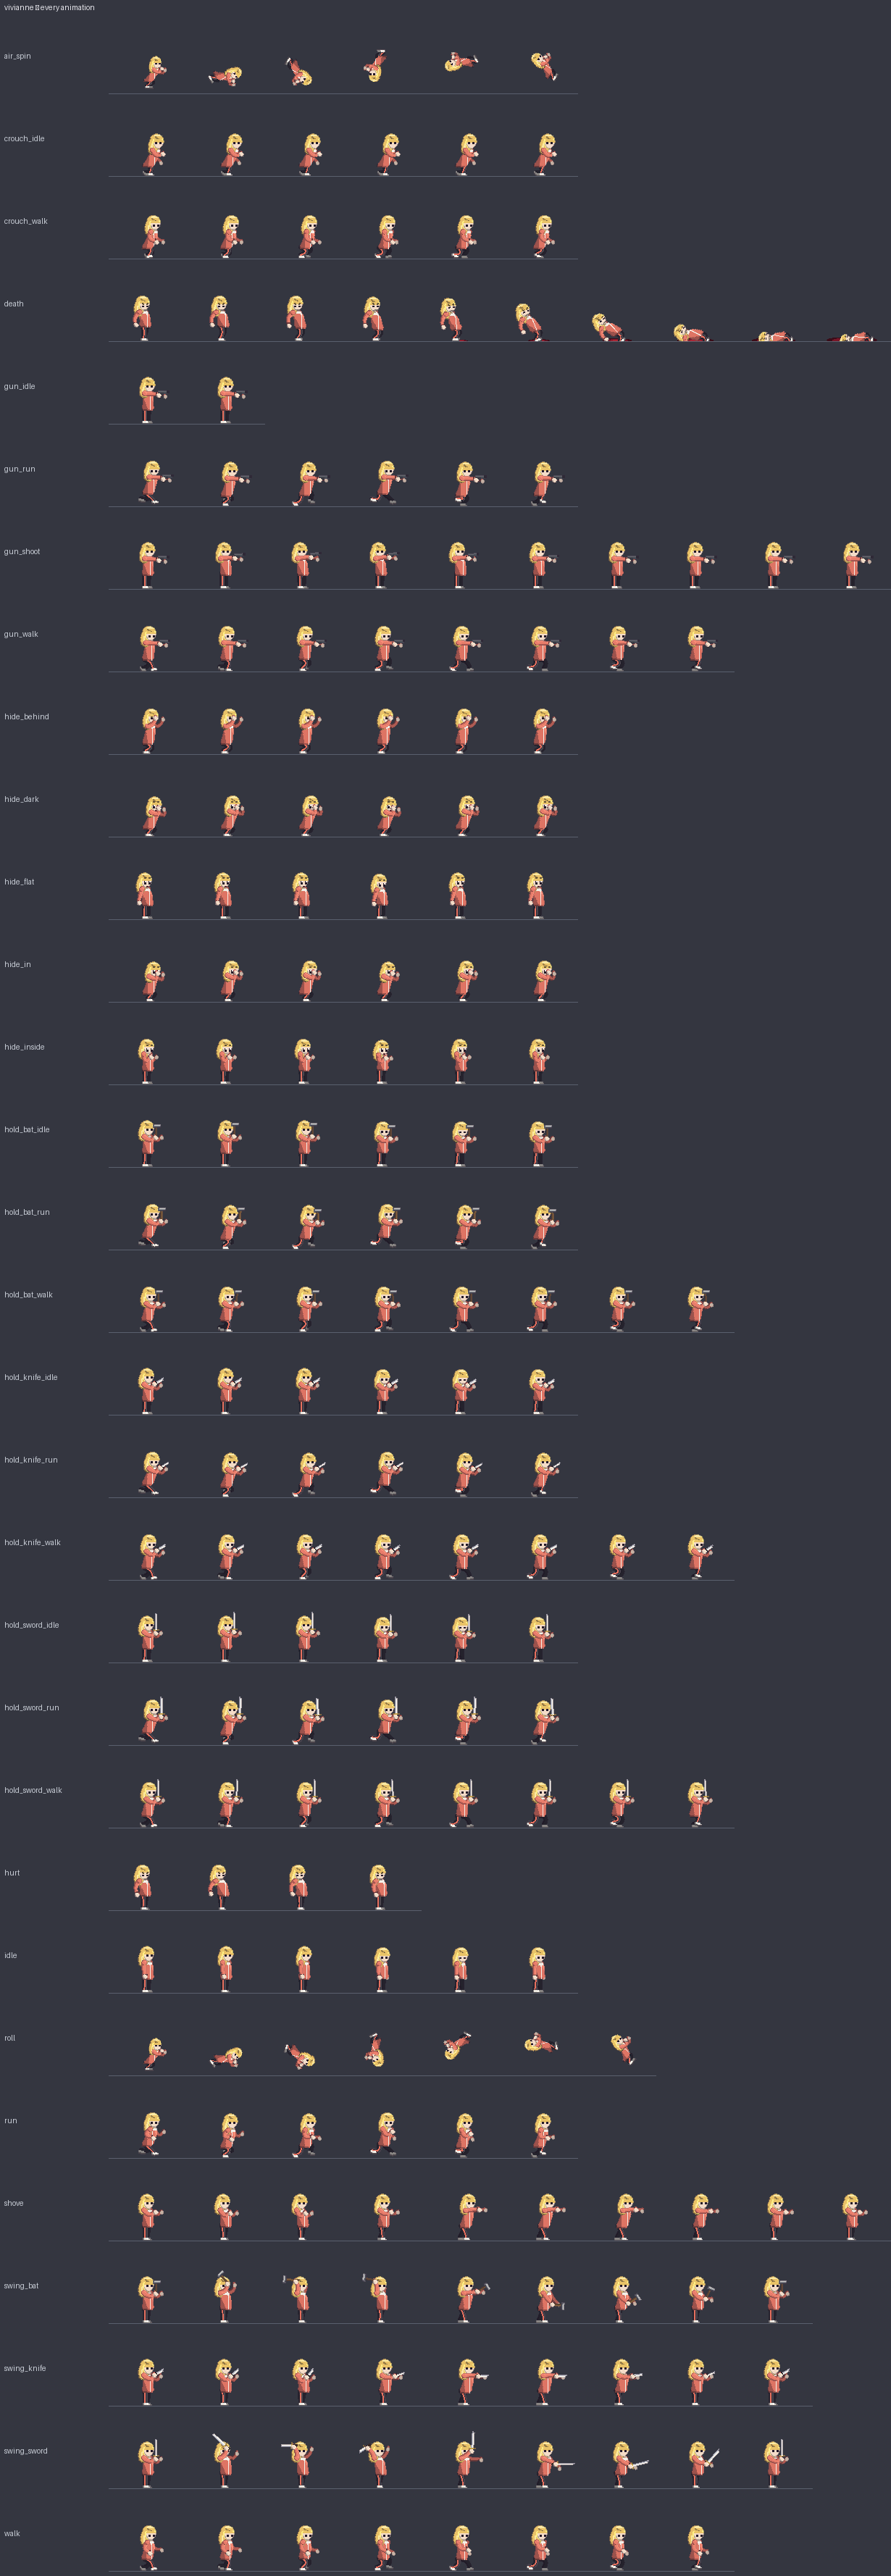 vivianne □ every animation
air_spin
crouch_idle
crouch_walk
death
gun_idle
gun_run
gun_shoot
gun_walk
hide_behind
hide_dark
hide_flat
hide_in
hide_inside
hold_bat_idle
hold_bat_run
hold_bat_walk
hold_knife_idle
hold_knife_run
hold_knife_walk
hold_sword_idle
hold_sword_run
hold_sword_walk
hurt
idle
roll
run
shove
swing_bat
swing_knife
swing_sword
walk